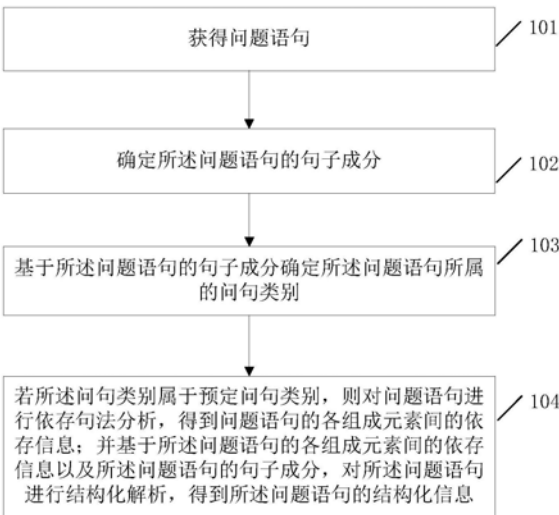 获得问题语句
101
确定所述问题语句的句子成分
102
基于所述问题语句的句子成分确定所述问题语句所属
的问句类别
103
若所述问句类别属于预定问句类别，则对问题语句进
行依存句法分析，得到问题语句的各组成元素间的依
存信息；并基于所述问题语句的各组成元素间的依存
信息以及所述问题语句的句子成分，对所述问题语句
进行结构化解析，得到所述问题语句的结构化信息
104